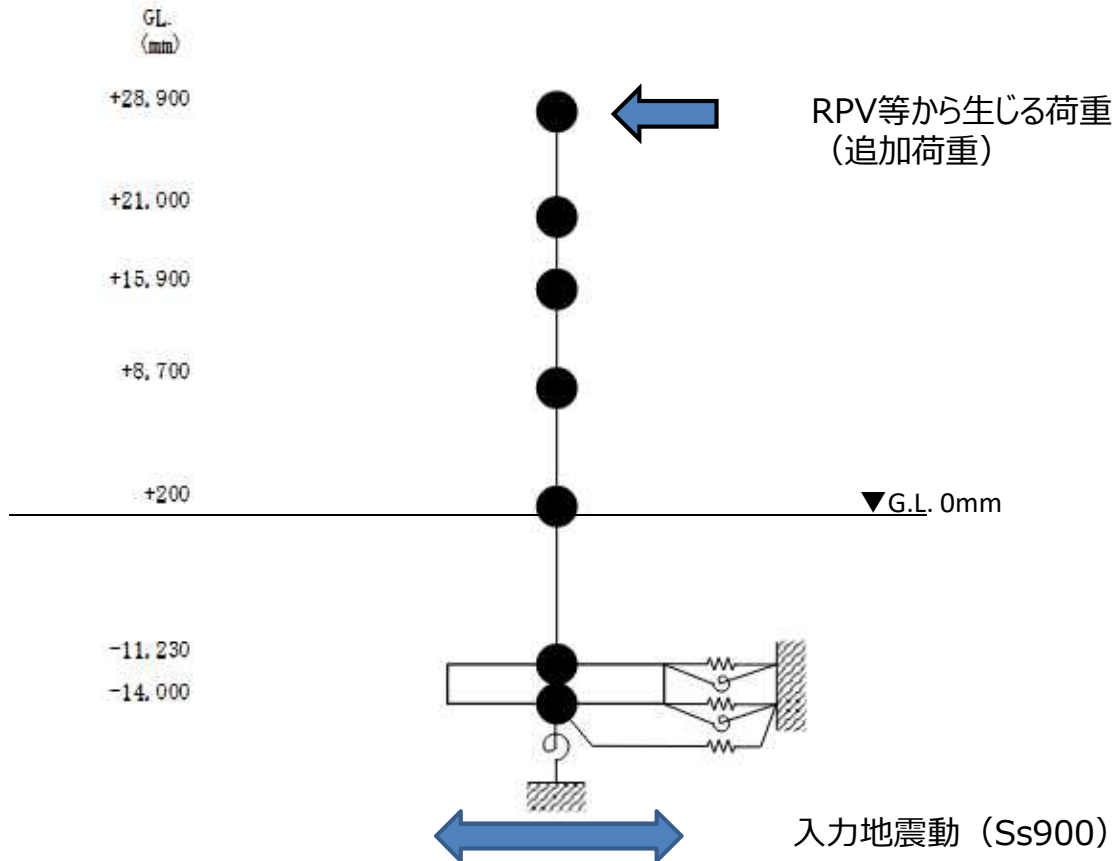 GL.
(mm)
+28,900
RPV等から生じる荷重
（追加荷重）
+21,000
+15,900
+8,700
+200
▼G.L. 0mm
-11,230
-14,000
入力地震動（Ss900）